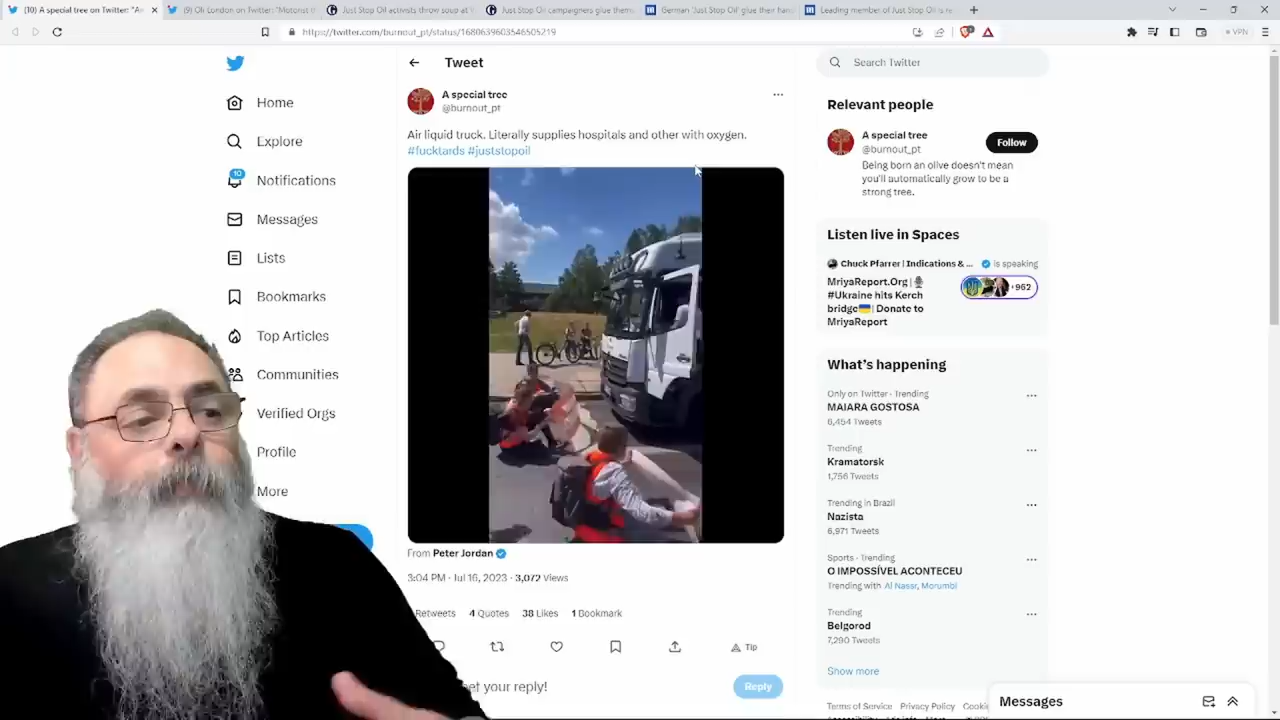 (10) A special tree on Twitter: "A
(9) Oli London on Twitter: "Motorist
Just Stop Oil activists throw soup at
Just Stop Oil campaigners glue them
German 'Just Stop Oil' glue their han
Leading member of Just Stop Oil is re
https://twitter.com/burnout_pt/status/1680639603546505219
VPN
Tweet
Search Twitter
Home
Explore
10
Notifications
Messages
Lists
Bookmarks
Top Articles
Communities
Verified Orgs
Profile
More
A special tree
@burnout_pt
Air liquid truck. Literally supplies hospitals and other with oxygen.
#fucktards #juststopoil
From Peter Jordan
3:04 PM · Jul 16, 2023 · 3,072 Views
Retweets 4 Quotes 38 Likes 1 Bookmark
Tip
et your reply!
Reply
Relevant people
A special tree
@burnout_pt
Follow
Being born an olive doesn't mean
you'll automatically grow to be a
strong tree.
Listen live in Spaces
Chuck Pfarrer | Indications & ... is speaking
MriyaReport.Org |
#Ukraine hits Kerch
bridge | Donate to
MriyaReport
+962
What's happening
Only on Twitter · Trending
MAIARA GOSTOSA
6,454 Tweets
Trending
Kramatorsk
1,756 Tweets
Trending in Brazil
Nazista
6,971 Tweets
Sports · Trending
O IMPOSSÍVEL ACONTECEU
Trending with Al Nassr, Morumbi
Trending
Belgorod
7,290 Tweets
Show more
Terms of Service Privacy Policy Cookie
Messages